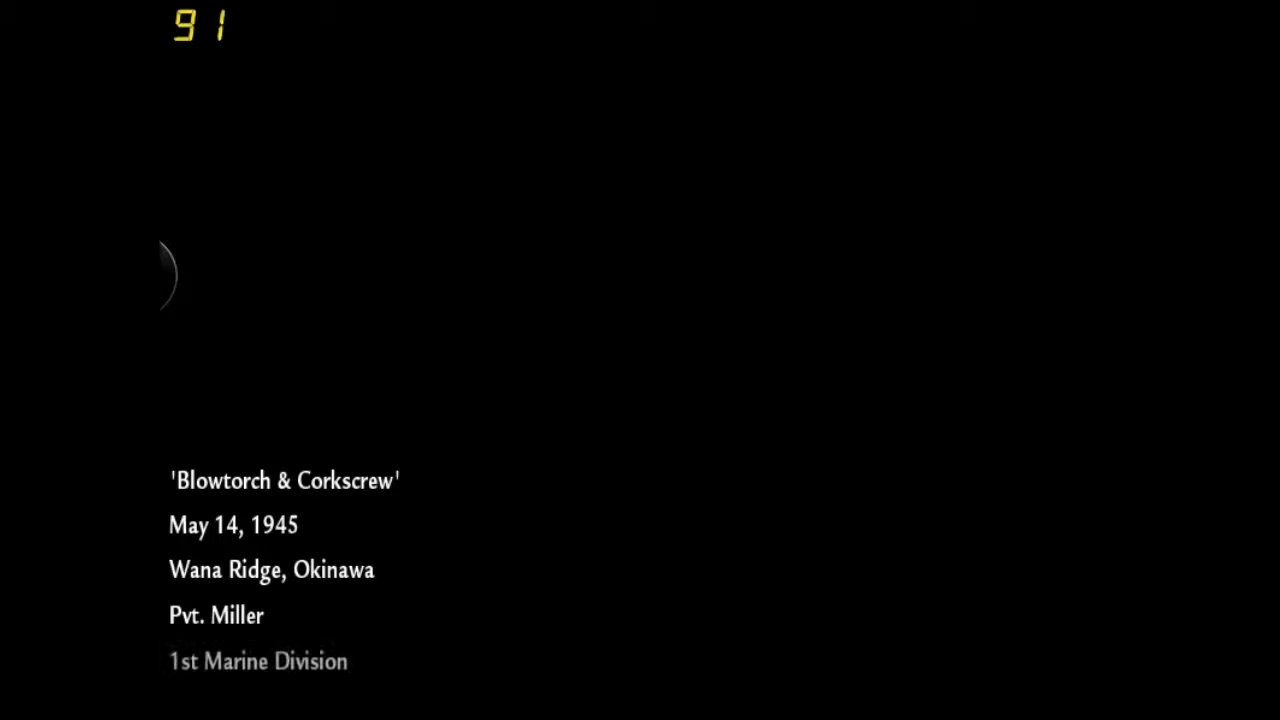 91
'Blowtorch & Corkscrew'
May 14, 1945
Wana Ridge, Okinawa
Pvt. Miller
1st Marine Division